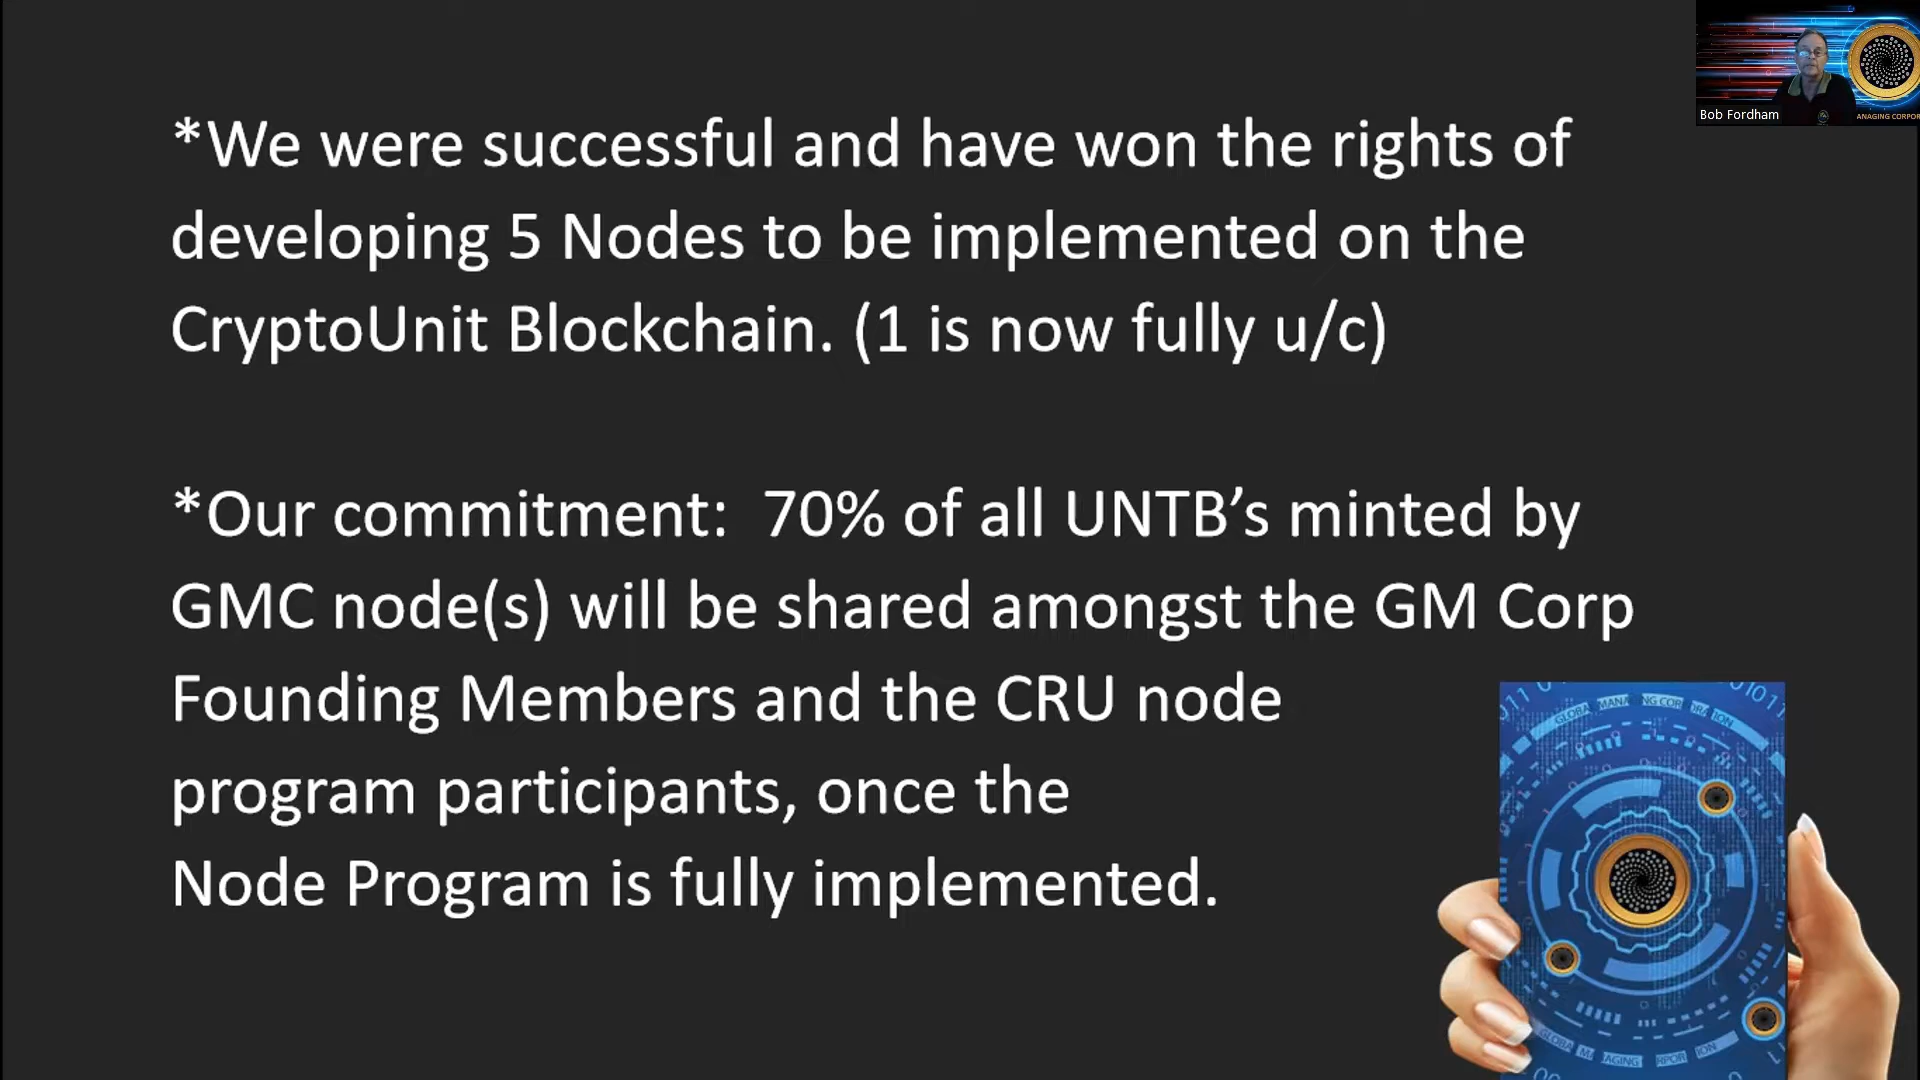 *We were successful and have won the rights of
developing 5 Nodes to be implemented on the
CryptoUnit Blockchain. (1 is now fully u/c)
*Our commitment:  70% of all UNTB’s minted by
GMC node(s) will be shared amongst the GM Corp
Founding Members and the CRU node
program participants, once the
Node Program is fully implemented.
Bob Fordham
ANAGING CORPOR